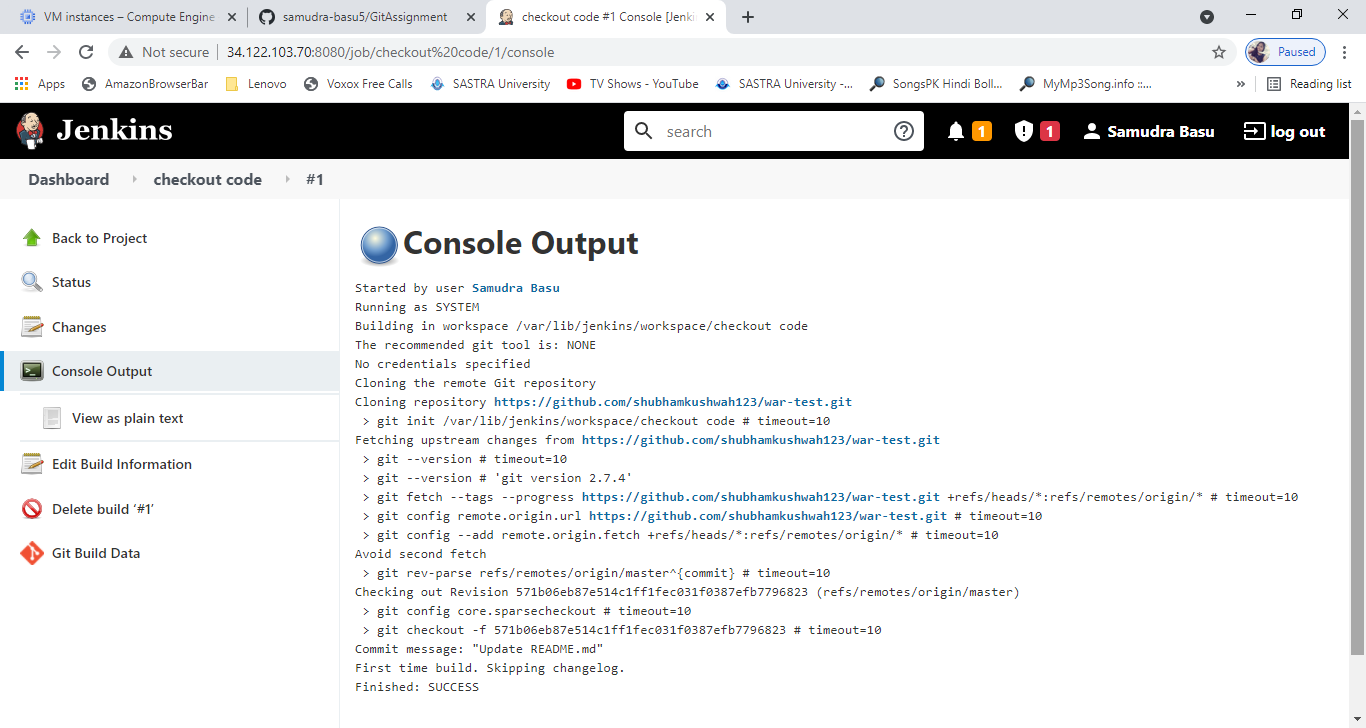 VM instances – Compute Engine
samudra-basu5/GitAssignment
checkout code #1 Console [Jenki
Not secure
34.122.103.70:8080/job/checkout%20code/1/console
Paused
Apps
AmazonBrowserBar
Lenovo
Voxox Free Calls
SASTRA University
TV Shows - YouTube
SASTRA University -...
SongsPK Hindi Boll...
MyMp3Song.info ::...
»
Reading list
Jenkins
search
1
1
Samudra Basu
log out
Dashboard
checkout code
#1
Back to Project
Status
Changes
Console Output
View as plain text
Edit Build Information
Delete build ‘#1’
Git Build Data
Console Output
Started by user Samudra Basu
Running as SYSTEM
Building in workspace /var/lib/jenkins/workspace/checkout code
The recommended git tool is: NONE
No credentials specified
Cloning the remote Git repository
Cloning repository https://github.com/shubhamkushwah123/war-test.git
> git init /var/lib/jenkins/workspace/checkout code # timeout=10
Fetching upstream changes from https://github.com/shubhamkushwah123/war-test.git
> git --version # timeout=10
> git --version # 'git version 2.7.4'
> git fetch --tags --progress https://github.com/shubhamkushwah123/war-test.git +refs/heads/*:refs/remotes/origin/* # timeout=10
> git config remote.origin.url https://github.com/shubhamkushwah123/war-test.git # timeout=10
> git config --add remote.origin.fetch +refs/heads/*:refs/remotes/origin/* # timeout=10
Avoid second fetch
> git rev-parse refs/remotes/origin/master^{commit} # timeout=10
Checking out Revision 571b06eb87e514c1ff1fec031f0387efb7796823 (refs/remotes/origin/master)
> git config core.sparsecheckout # timeout=10
> git checkout -f 571b06eb87e514c1ff1fec031f0387efb7796823 # timeout=10
Commit message: "Update README.md"
First time build. Skipping changelog.
Finished: SUCCESS